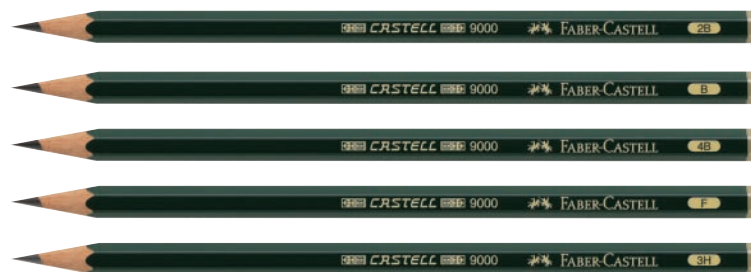 CASTELL 9000 FABER-CASTELL 2B
CASTELL 9000 FABER-CASTELL B
CASTELL 9000 FABER-CASTELL 4B
CASTELL 9000 FABER-CASTELL F
CASTELL 9000 FABER-CASTELL 3H